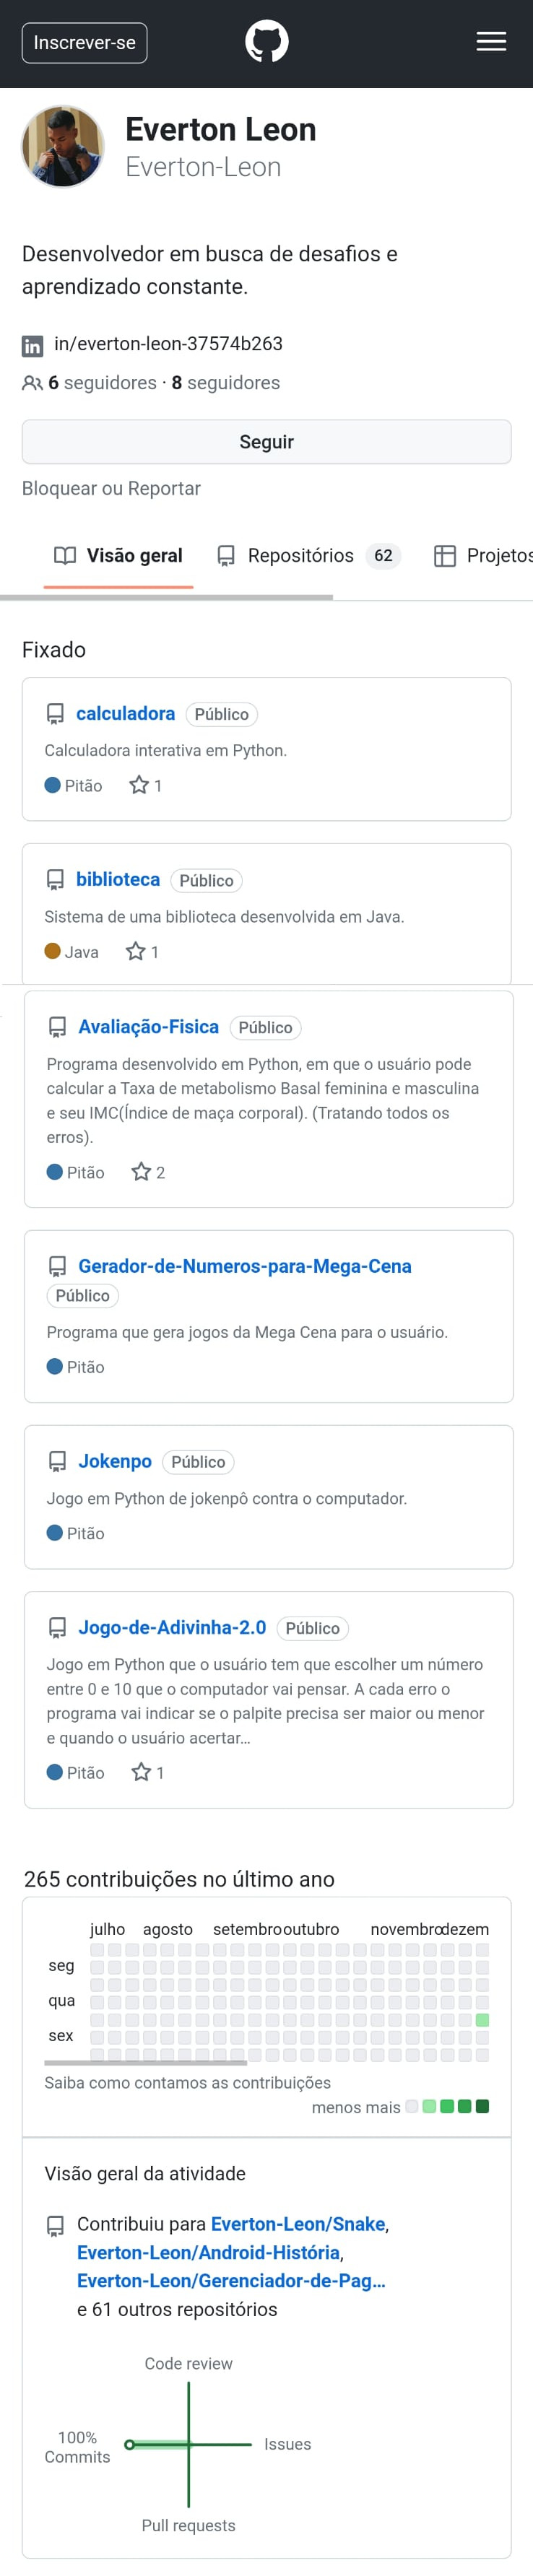 Inscrever-se
Everton Leon
Everton-Leon
Desenvolvedor em busca de desafios e
aprendizado constante.
in/everton-leon-37574b263
6 seguidores · 8 seguidores
Seguir
Bloquear ou Reportar
Visão geral Repositórios 62 Projetos
Fixado
calculadora Público
Calculadora interativa em Python.
Pitão 1
biblioteca Público
Sistema de uma biblioteca desenvolvida em Java.
Java 1
Avaliação-Fisica Público
Programa desenvolvido em Python, em que o usuário pode
calcular a Taxa de metabolismo Basal feminina e masculina
e seu IMC(Índice de maça corporal). (Tratando todos os
erros).
Pitão 2
Gerador-de-Numeros-para-Mega-Cena
Público
Programa que gera jogos da Mega Cena para o usuário.
Pitão
Jokenpo Público
Jogo em Python de jokenpô contra o computador.
Pitão
Jogo-de-Adivinha-2.0 Público
Jogo em Python que o usuário tem que escolher um número
entre 0 e 10 que o computador vai pensar. A cada erro o
programa vai indicar se o palpite precisa ser maior ou menor
e quando o usuário acertar...
Pitão 1
265 contribuições no último ano
julho agosto setembro outubro novembro dezem
seg
qua
sex
Saiba como contamos as contribuições
menos mais
Visão geral da atividade
Contribuiu para Everton-Leon/Snake,
Everton-Leon/Android-História,
Everton-Leon/Gerenciador-de-Pag...
e 61 outros repositórios
Code review
100%
Commits
Issues
Pull requests